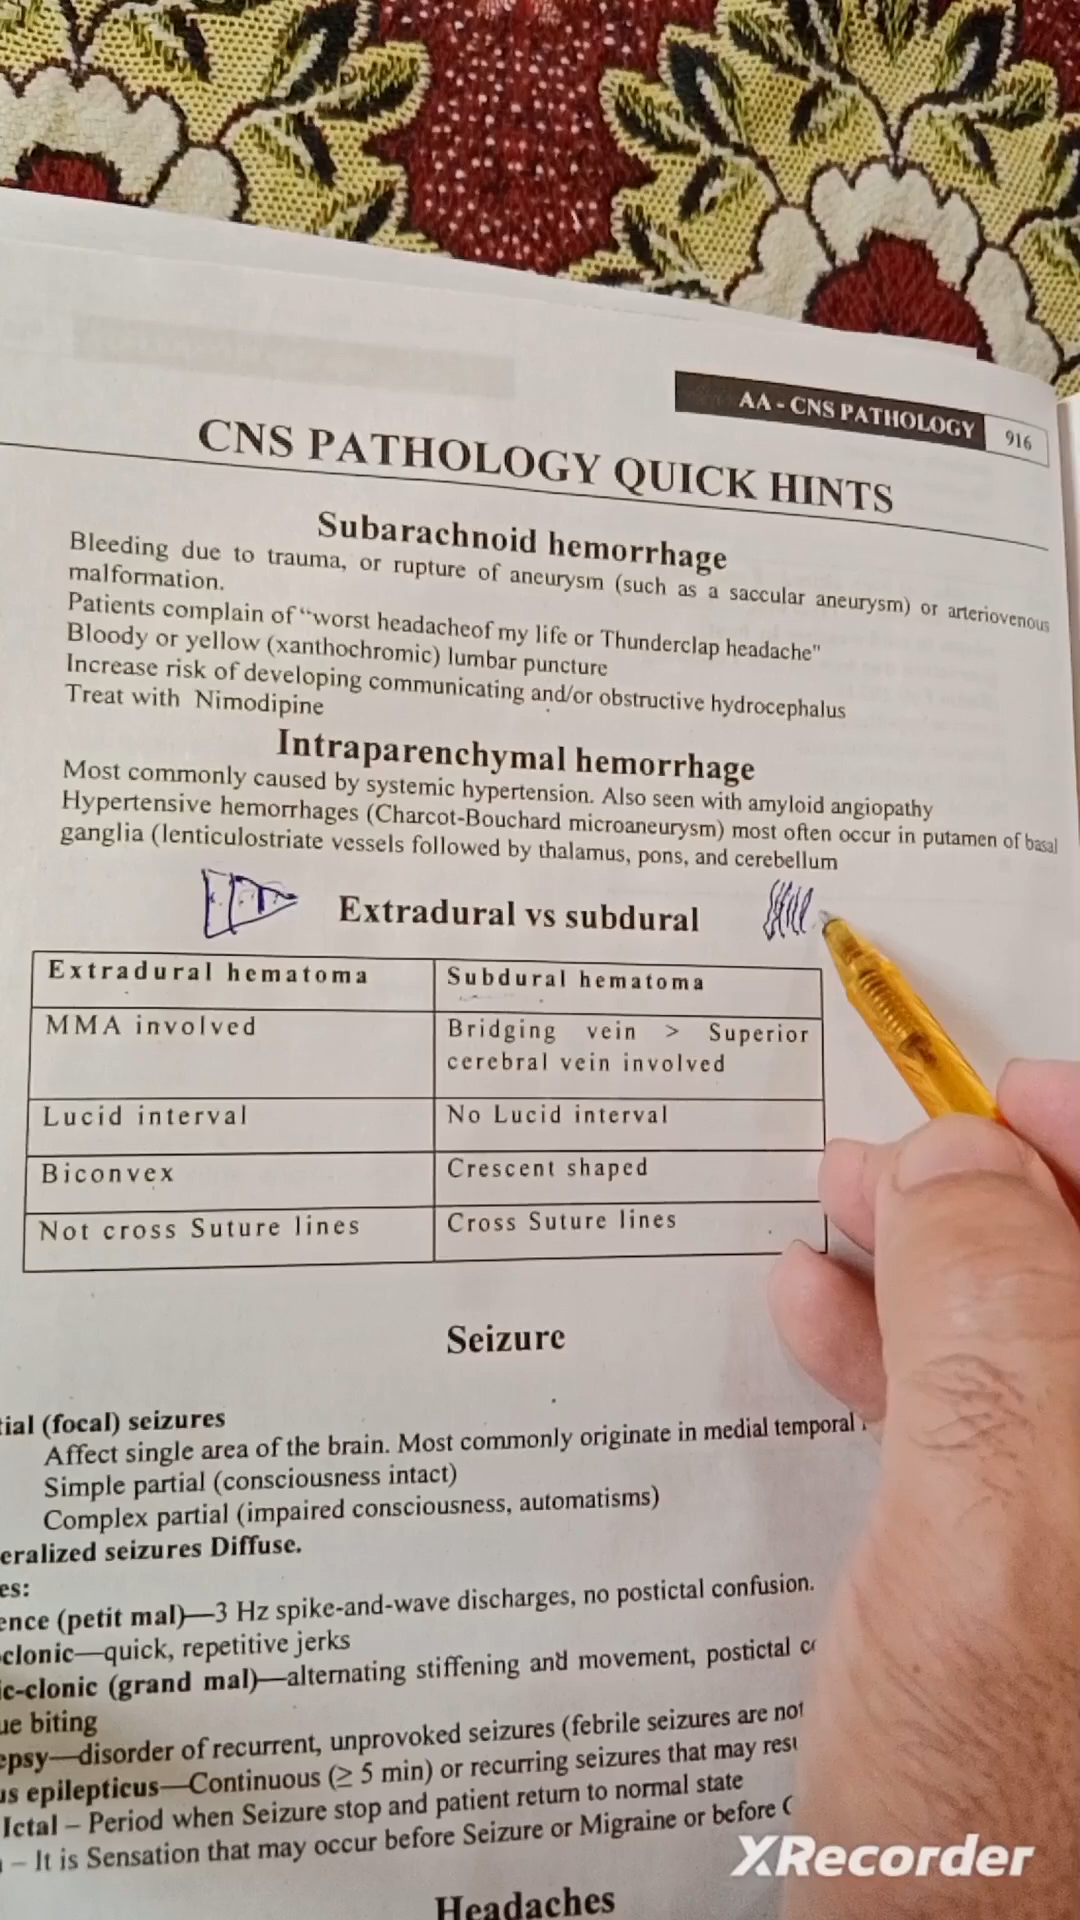 AA - CNS PATHOLOGY 916
CNS PATHOLOGY QUICK HINTS
Subarachnoid hemorrhage
Bleeding due to trauma, or rupture of aneurysm (such as a saccular aneurysm) or arteriovenous
malformation.
Patients complain of "worst headacheof my life or Thunderclap headache"
Bloody or yellow (xanthochromic) lumbar puncture
Increase risk of developing communicating and/or obstructive hydrocephalus
Treat with Nimodipine
Intraparenchymal hemorrhage
Most commonly caused by systemic hypertension. Also seen with amyloid angiopathy
Hypertensive hemorrhages (Charcot-Bouchard microaneurysm) most often occur in putamen of basal
ganglia (lenticulostriate vessels followed by thalamus, pons, and cerebellum
Extradural vs subdural
Extradural hematoma Subdural hematoma
MMA involved Bridging vein > Superior
cerebral vein involved
Lucid interval No Lucid interval
Biconvex Crescent shaped
Not cross Suture lines Cross Suture lines
Seizure
(focal) seizures
Affect single area of the brain. Most commonly originate in medial temporal
Simple partial (consciousness intact)
Complex partial (impaired consciousness, automatisms)
seizures Diffuse.
(petit mal)—3 Hz spike-and-wave discharges, no postictal confusion.
clonic—quick, repetitive jerks
c-clonic (grand mal)—alternating stiffening and movement, postictal
biting
—disorder of recurrent, unprovoked seizures (febrile seizures are not
epilepticus—Continuous (≥ 5 min) or recurring seizures that may
Ictal – Period when Seizure stop and patient return to normal state
– It is Sensation that may occur before Seizure or Migraine or before
Headaches
XRecorder